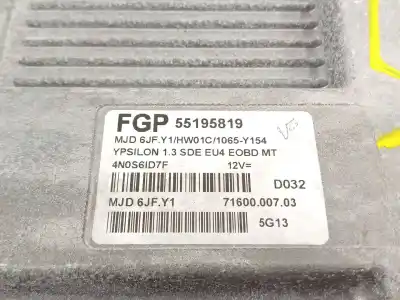 FGP 55195819
MJD 6JF.Y1/HW01C/1065-Y154
YPSILON 1.3 SDE EU4 EOBD MT
4N0S6ID7F 12V=
D032
MJD 6JF.Y1 71600.007.03
5G13